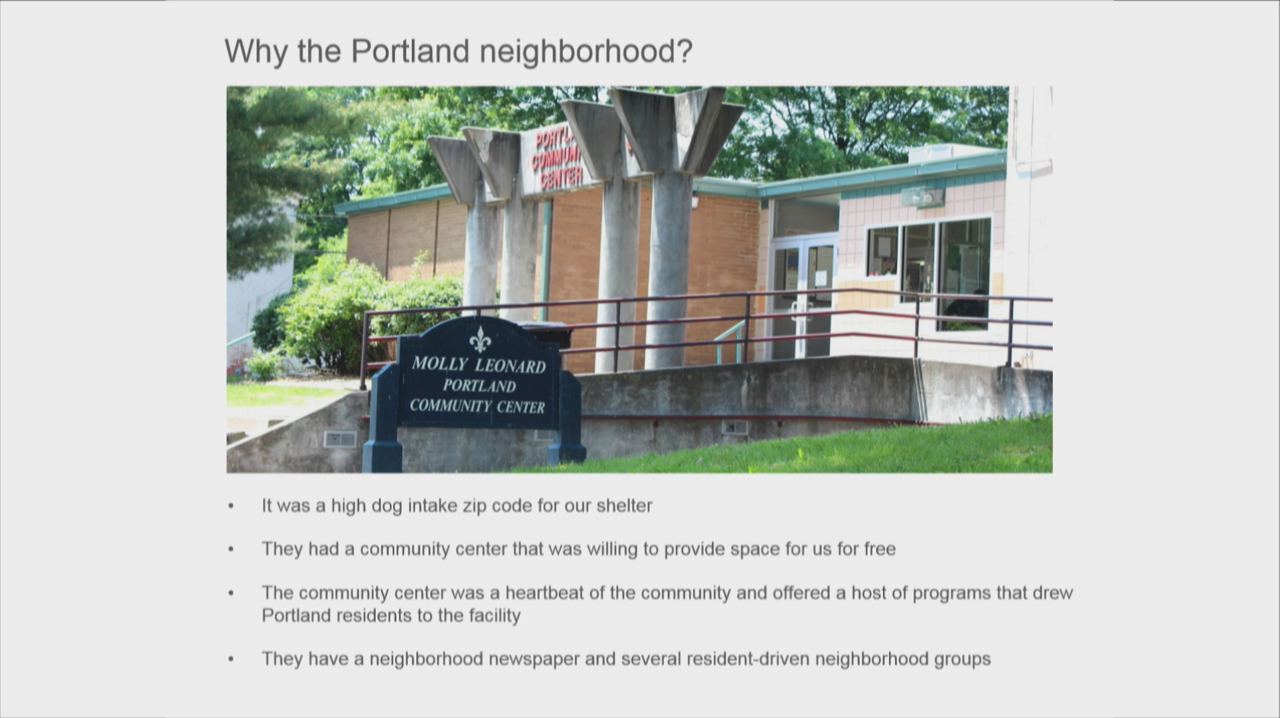 Why the Portland neighborhood?
COMMUNITY
CENTER
MOLLY LEONARD
PORTLAND
COMMUNITY CENTER
• It was a high dog intake zip code for our shelter
• They had a community center that was willing to provide space for us for free
• The community center was a heartbeat of the community and offered a host of programs that drew
Portland residents to the facility
• They have a neighborhood newspaper and several resident-driven neighborhood groups